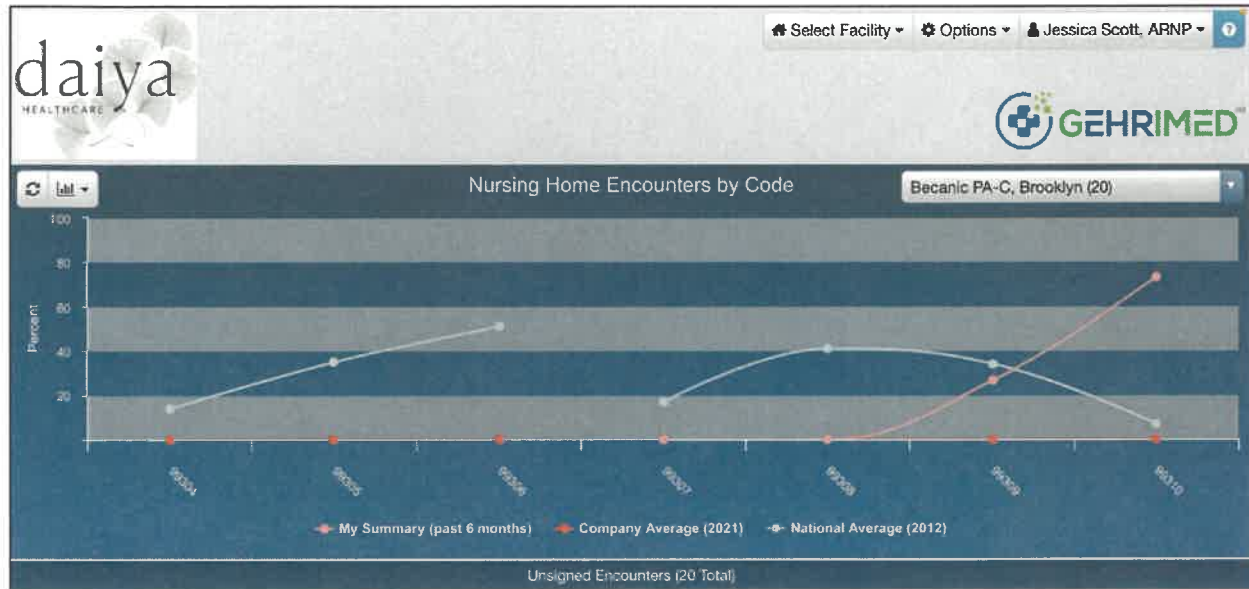 Select Facility
Options
Jessica Scott, ARNP
?
daiya
HEALTHCARE
GEHRIMED
Nursing Home Encounters by Code
Becanic PA-C, Brooklyn (20)
100
80
60
40
20
Percent
99304
99305
99306
99307
99308
99309
99310
My Summary (past 6 months)
Company Average (2021)
National Average (2012)
Unsigned Encounters (20 Total)